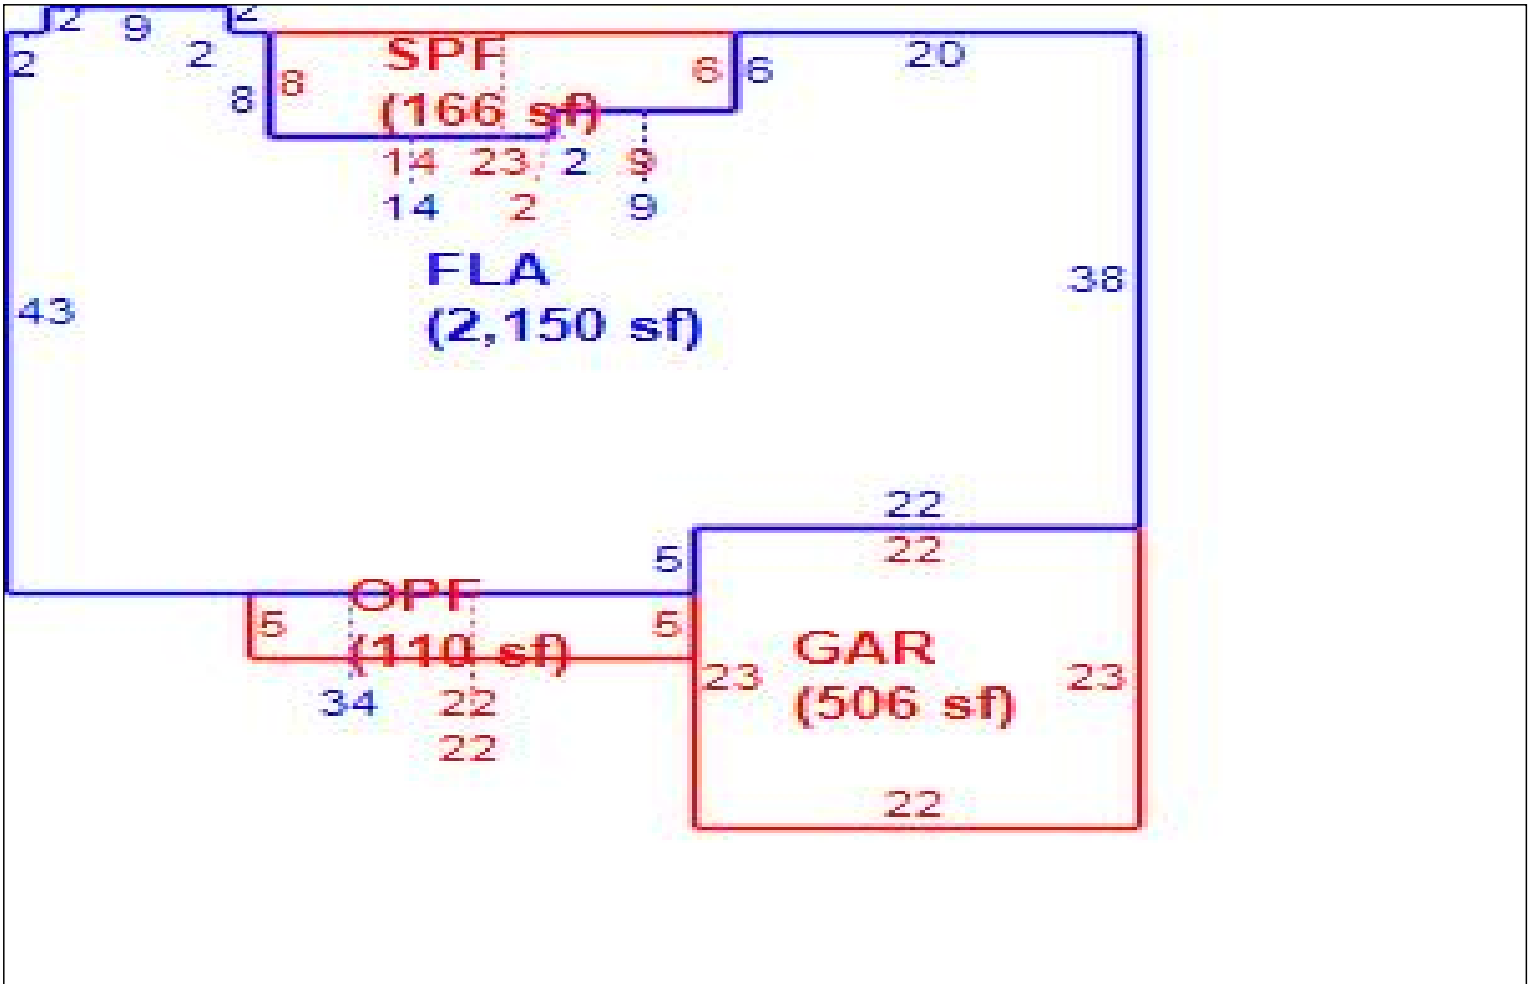 2 9 2
2 2
SPF 6 6 20
8 8
(166 sf)
14 23 2 9
14 2 9
FLA
43 38
(2,150 sf)
22
5 22
OPF
5 5 GAR
(110 sf)
23 23
34 22 (506 sf)
22
22